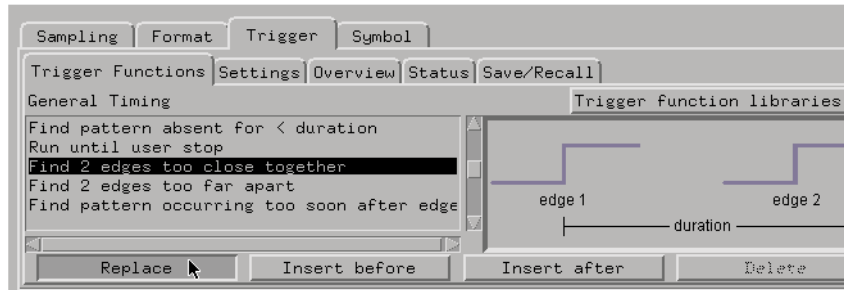 Sampling Format Trigger Symbol
Trigger Functions Settings Overview Status Save/Recall
General Timing Trigger function libraries
Find pattern absent for < duration
Run until user stop
Find 2 edges too close together
Find 2 edges too far apart
Find pattern occurring too soon after edge
edge 1 edge 2
duration
Replace Insert before Insert after Delete